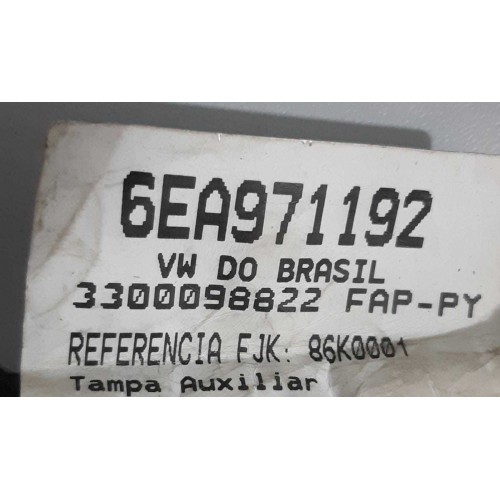 6EA971192
VW DO BRASIL
3300098822 FAP-PY
REFERENCIA FJK: 86K0001
Tampa Auxiliar